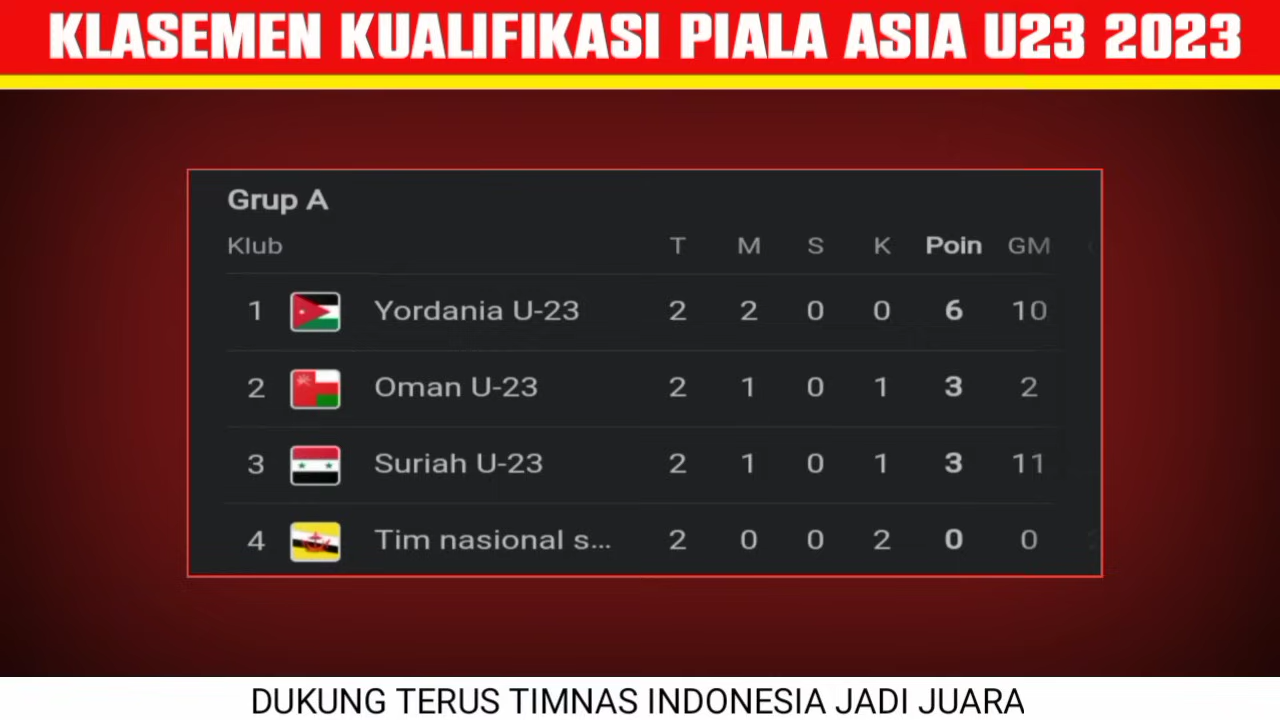 KLASEMEN KUALIFIKASI PIALA ASIA U23 2023
Grup A
Klub T M S K Poin GM
1 Yordania U-23 2 2 0 0 6 10
2 Oman U-23 2 1 0 1 3 2
3 Suriah U-23 2 1 0 1 3 11
4 Tim nasional s... 2 0 0 2 0 0
DUKUNG TERUS TIMNAS INDONESIA JADI JUARA